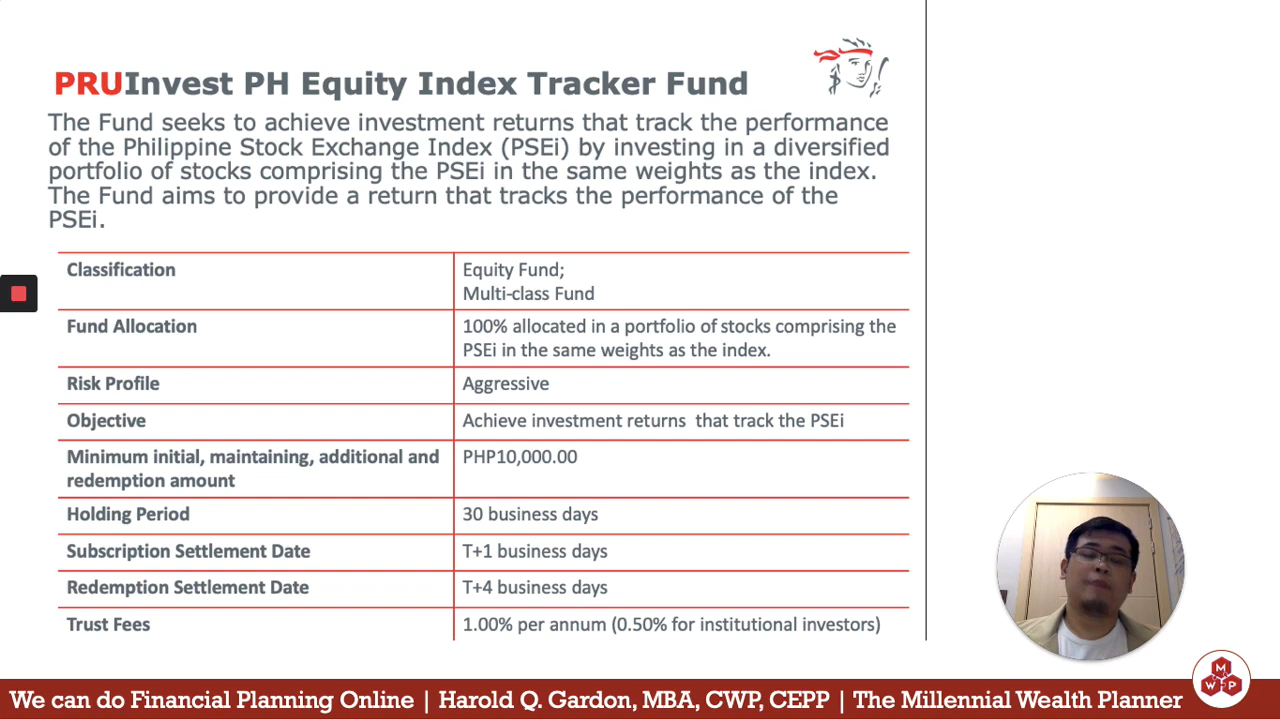 PRUInvest PH Equity Index Tracker Fund
The Fund seeks to achieve investment returns that track the performance
of the Philippine Stock Exchange Index (PSEi) by investing in a diversified
portfolio of stocks comprising the PSEi in the same weights as the index.
The Fund aims to provide a return that tracks the performance of the
PSEi.
Classification
Equity Fund;
Multi-class Fund
Fund Allocation
100% allocated in a portfolio of stocks comprising the
PSEi in the same weights as the index.
Risk Profile
Aggressive
Objective
Achieve investment returns  that track the PSEi
Minimum initial, maintaining, additional and
redemption amount
PHP10,000.00
Holding Period
30 business days
Subscription Settlement Date
T+1 business days
Redemption Settlement Date
T+4 business days
Trust Fees
1.00% per annum (0.50% for institutional investors)
M
W P
We can do Financial Planning Online | Harold Q. Gardon, MBA, CWP, CEPP | The Millennial Wealth Planner